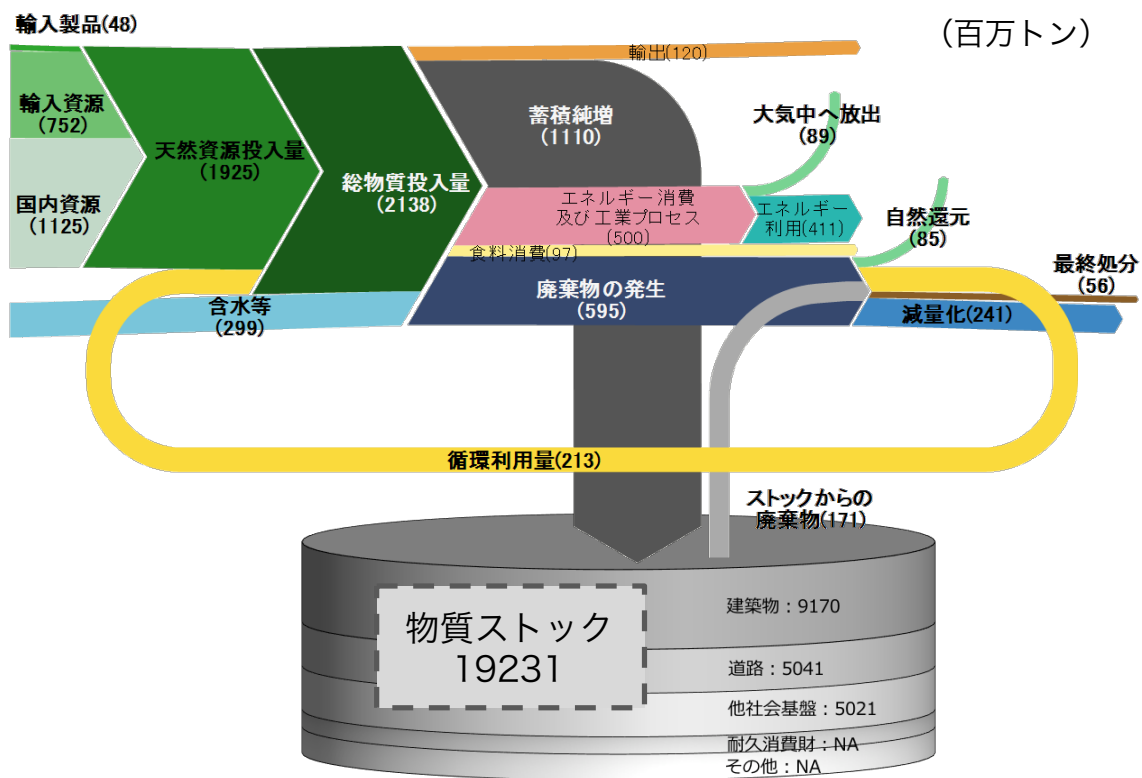 輸入製品(48)
（百万トン）
輸出(120)
輸入資源
(752)
蓄積純増
(1110)
大気中へ放出
(89)
天然資源投入量
(1925)
総物質投入量
(2138)
国内資源
(1125)
エネルギー消費
及び工業プロセス
(500)
エネルギー
利用(411)
自然還元
(85)
食料消費(97)
最終処分
(56)
含水等
(299)
廃棄物の発生
(595)
減量化(241)
循環利用量(213)
ストックからの
廃棄物(171)
物質ストック
19231
建築物：9170
道路：5041
他社会基盤：5021
耐久消費財：NA
その他：NA